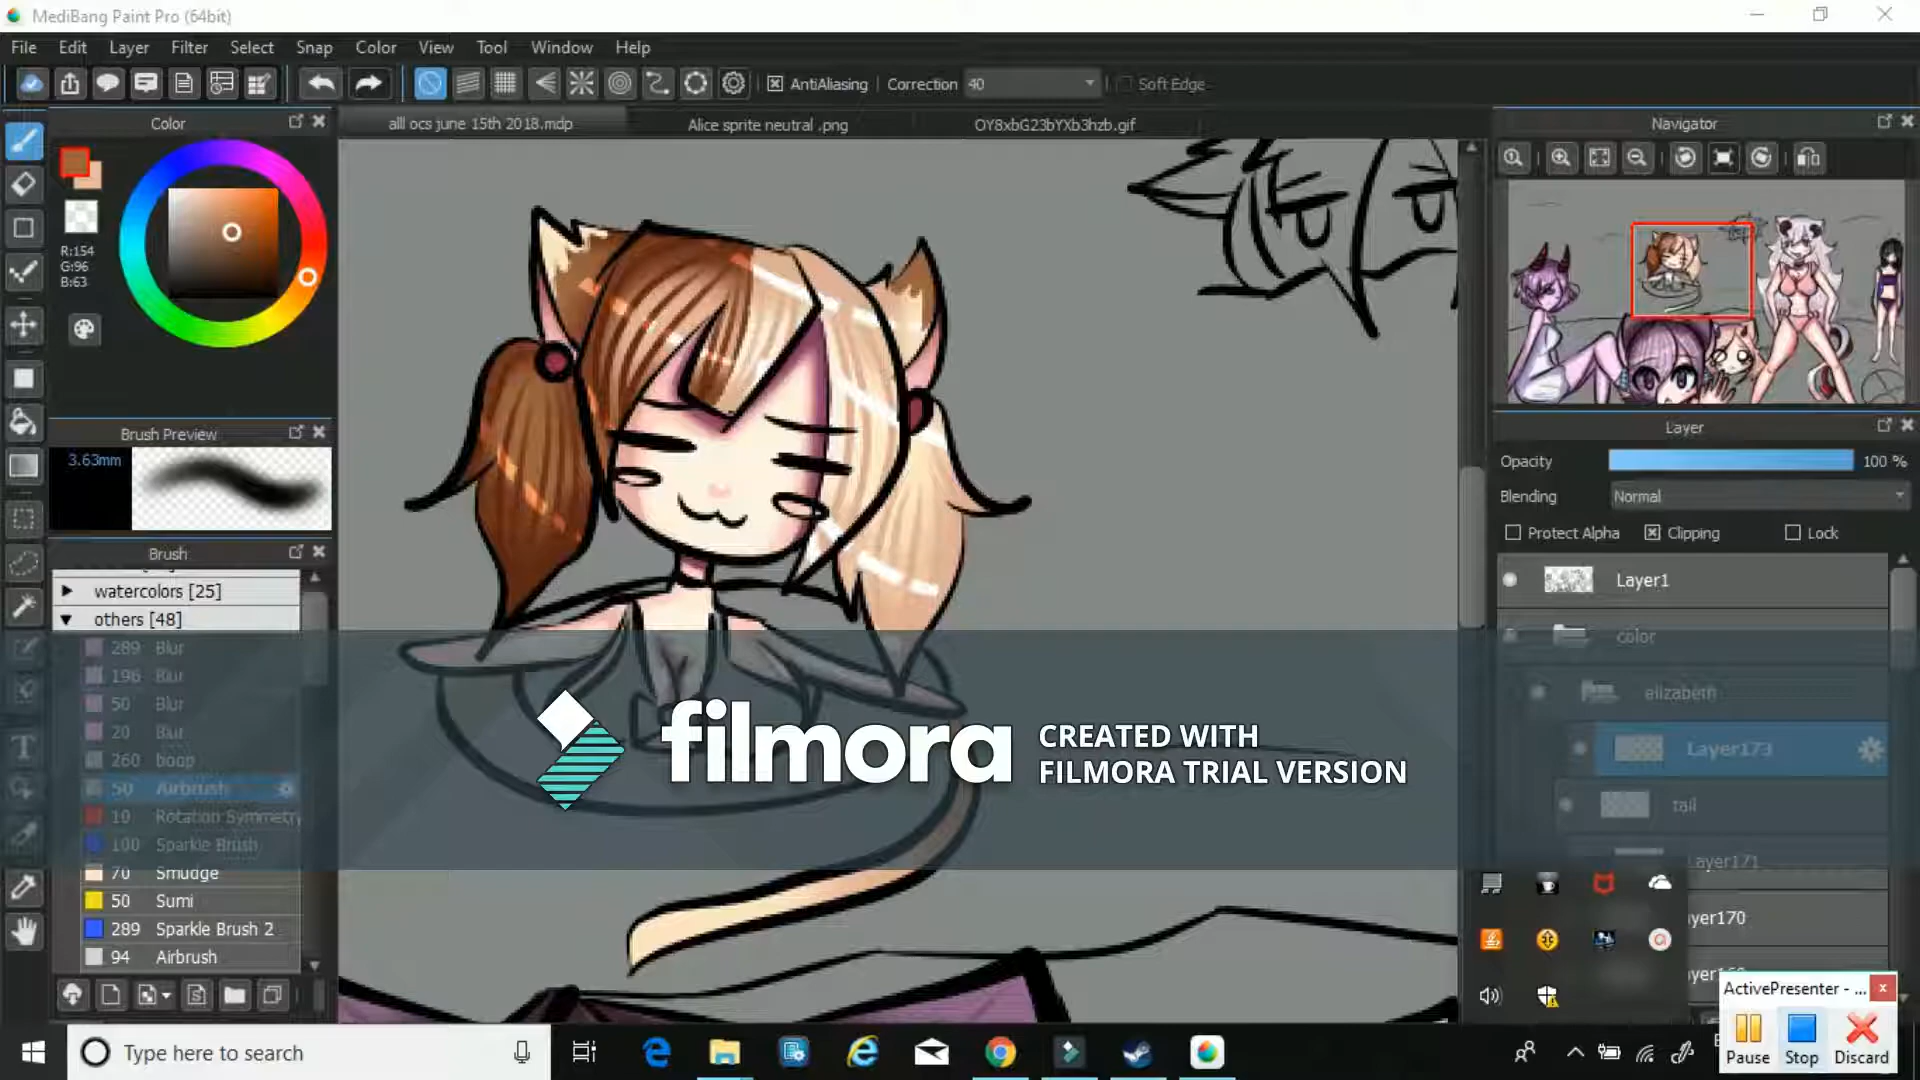 MediBang Paint Pro (64bit)
File Edit Layer Filter Select Snap Color View Tool Window Help
AntiAliasing Correction 40 Soft Edge
Color
alll ocs june 15th 2018.mdp Alice sprite neutral .png OY8xbG23bYXb3hzb.gif
Navigator
R:154
G:96
B:63
Brush Preview
3.63mm
Layer
Opacity 100 %
Blending Normal
Protect Alpha Clipping Lock
Brush
watercolors [25]
others [48]
289 Blur
196 Blur
50 Blur
20 Blur
260 boop
50 Airbrush
10 Rotation Symmetry
100 Sparkle Brush
70 Smudge
50 Sumi
289 Sparkle Brush 2
94 Airbrush
Layer1
color
elizabeth
Layer173
tail
Layer171
ayer170
filmora
CREATED WITH
FILMORA TRIAL VERSION
ActivePresenter - ...
Pause Stop Discard
Type here to search